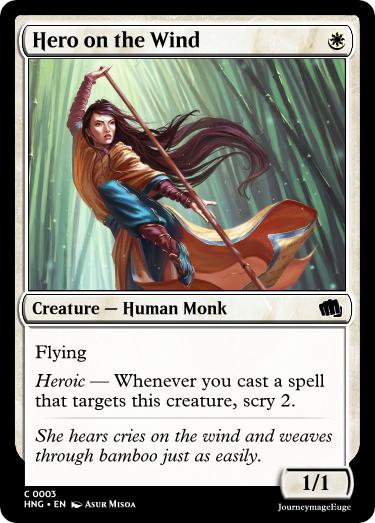 Hero on the Wind
Creature — Human Monk
Flying
Heroic — Whenever you cast a spell
that targets this creature, scry 2.
She hears cries on the wind and weaves
through bamboo just as easily.
1/1
C 0003
HNG • EN Asur Misoa
JourneymageEuge